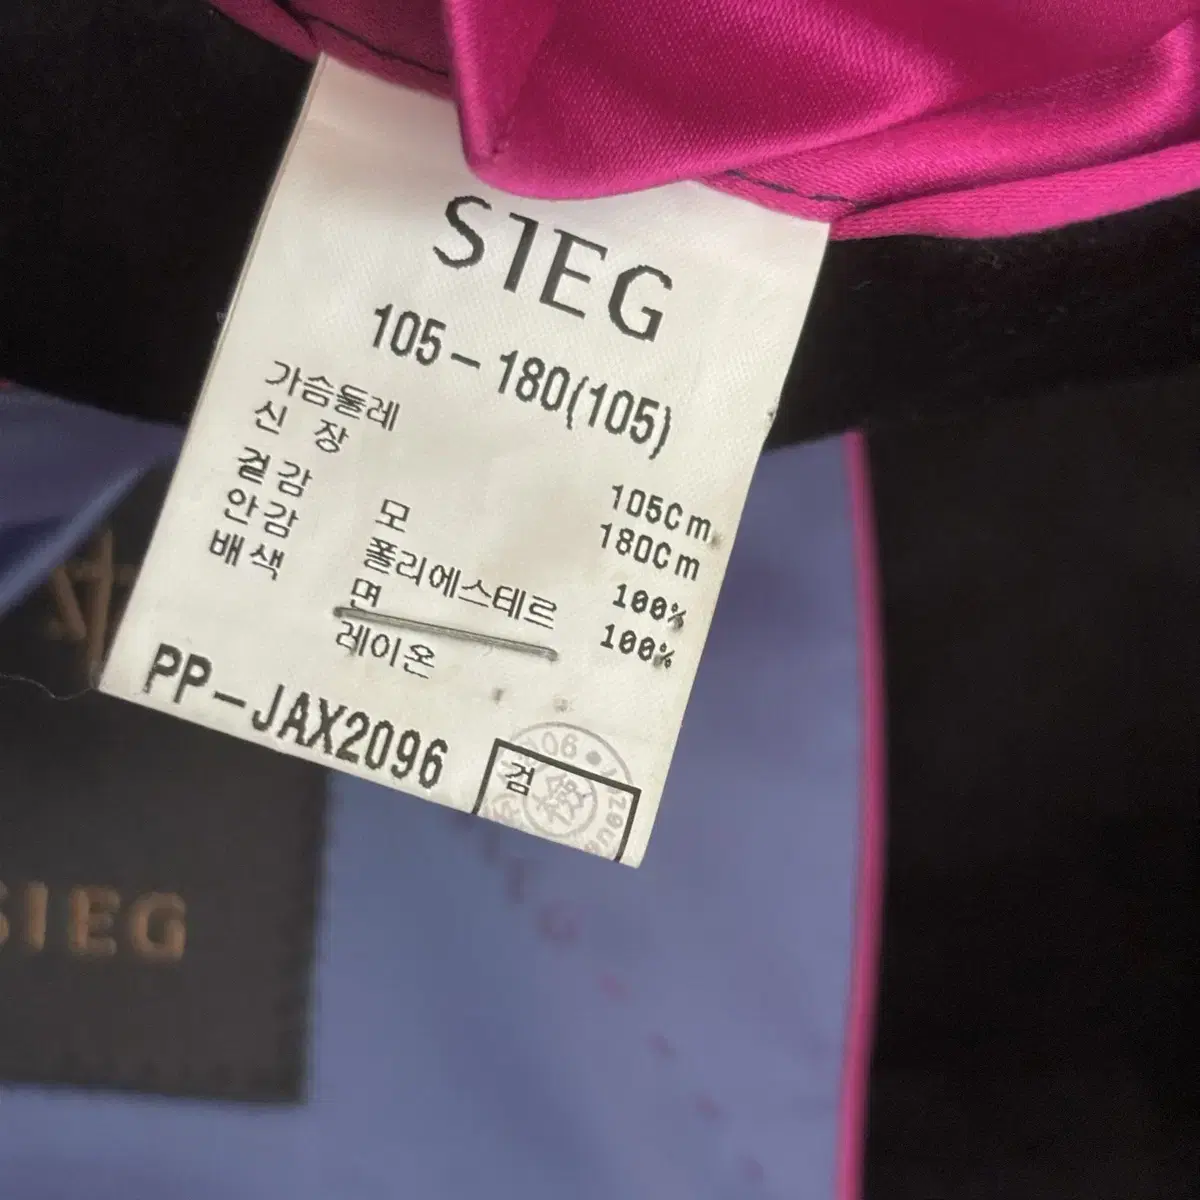 SIEG
105-180(105)
가슴둘레 105Cm
신 장 180Cm
겉감 모 100%
안감 폴리에스테르 100%
배색 면
레이온
PP-JAX2096
검
SIEG